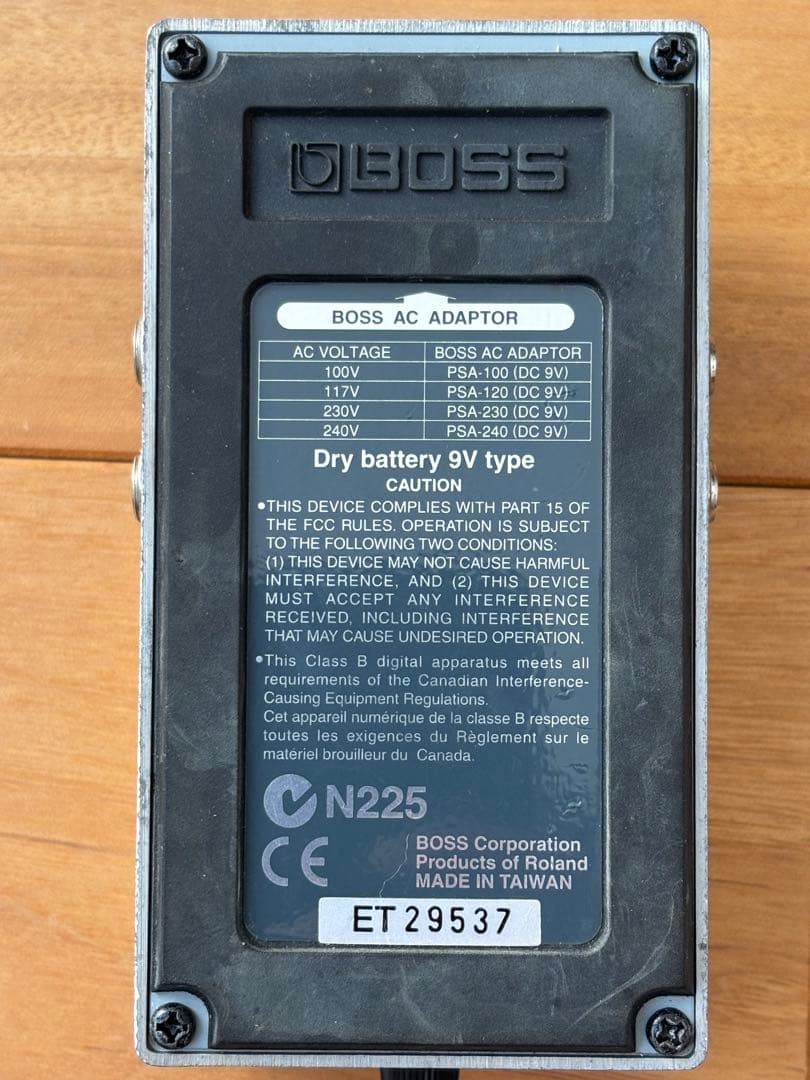 BOSS
BOSS AC ADAPTOR
AC VOLTAGE BOSS AC ADAPTOR
100V PSA-100 (DC 9V)
117V PSA-120 (DC 9V)
230V PSA-230 (DC 9V)
240V PSA-240 (DC 9V)
Dry battery 9V type
CAUTION
•THIS DEVICE COMPLIES WITH PART 15 OF
THE FCC RULES. OPERATION IS SUBJECT
TO THE FOLLOWING TWO CONDITIONS:
(1) THIS DEVICE MAY NOT CAUSE HARMFUL
INTERFERENCE, AND (2) THIS DEVICE
MUST ACCEPT ANY INTERFERENCE
RECEIVED, INCLUDING INTERFERENCE
THAT MAY CAUSE UNDESIRED OPERATION.
•This Class B digital apparatus meets all
requirements of the Canadian Interference-
Causing Equipment Regulations.
Cet appareil numérique de la classe B respecte
toutes les exigences du Règlement sur le
matériel brouilleur du Canada.
N225
CE
BOSS Corporation
Products of Roland
MADE IN TAIWAN
ET29537